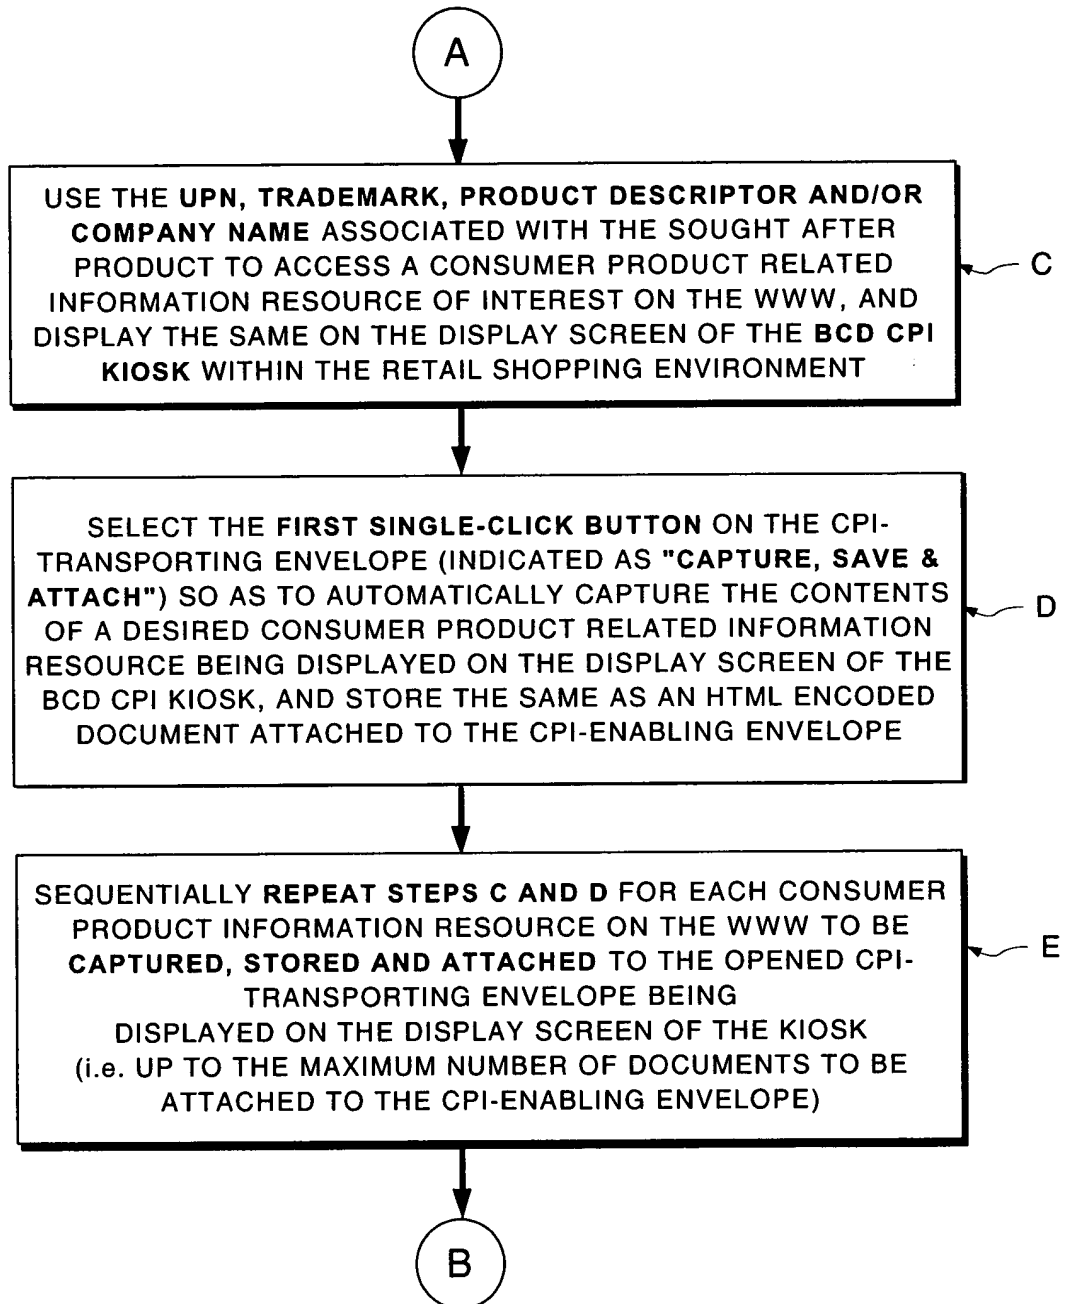 A
USE THE UPN, TRADEMARK, PRODUCT DESCRIPTOR AND/OR
COMPANY NAME ASSOCIATED WITH THE SOUGHT AFTER
PRODUCT TO ACCESS A CONSUMER PRODUCT RELATED
INFORMATION RESOURCE OF INTEREST ON THE WWW, AND
DISPLAY THE SAME ON THE DISPLAY SCREEN OF THE BCD CPI
KIOSK WITHIN THE RETAIL SHOPPING ENVIRONMENT
C
SELECT THE FIRST SINGLE-CLICK BUTTON ON THE CPI-
TRANSPORTING ENVELOPE (INDICATED AS "CAPTURE, SAVE &
ATTACH") SO AS TO AUTOMATICALLY CAPTURE THE CONTENTS
OF A DESIRED CONSUMER PRODUCT RELATED INFORMATION
RESOURCE BEING DISPLAYED ON THE DISPLAY SCREEN OF THE
BCD CPI KIOSK, AND STORE THE SAME AS AN HTML ENCODED
DOCUMENT ATTACHED TO THE CPI-ENABLING ENVELOPE
D
SEQUENTIALLY REPEAT STEPS C AND D FOR EACH CONSUMER
PRODUCT INFORMATION RESOURCE ON THE WWW TO BE
CAPTURED, STORED AND ATTACHED TO THE OPENED CPI-
TRANSPORTING ENVELOPE BEING
DISPLAYED ON THE DISPLAY SCREEN OF THE KIOSK
(i.e. UP TO THE MAXIMUM NUMBER OF DOCUMENTS TO BE
ATTACHED TO THE CPI-ENABLING ENVELOPE)
E
B